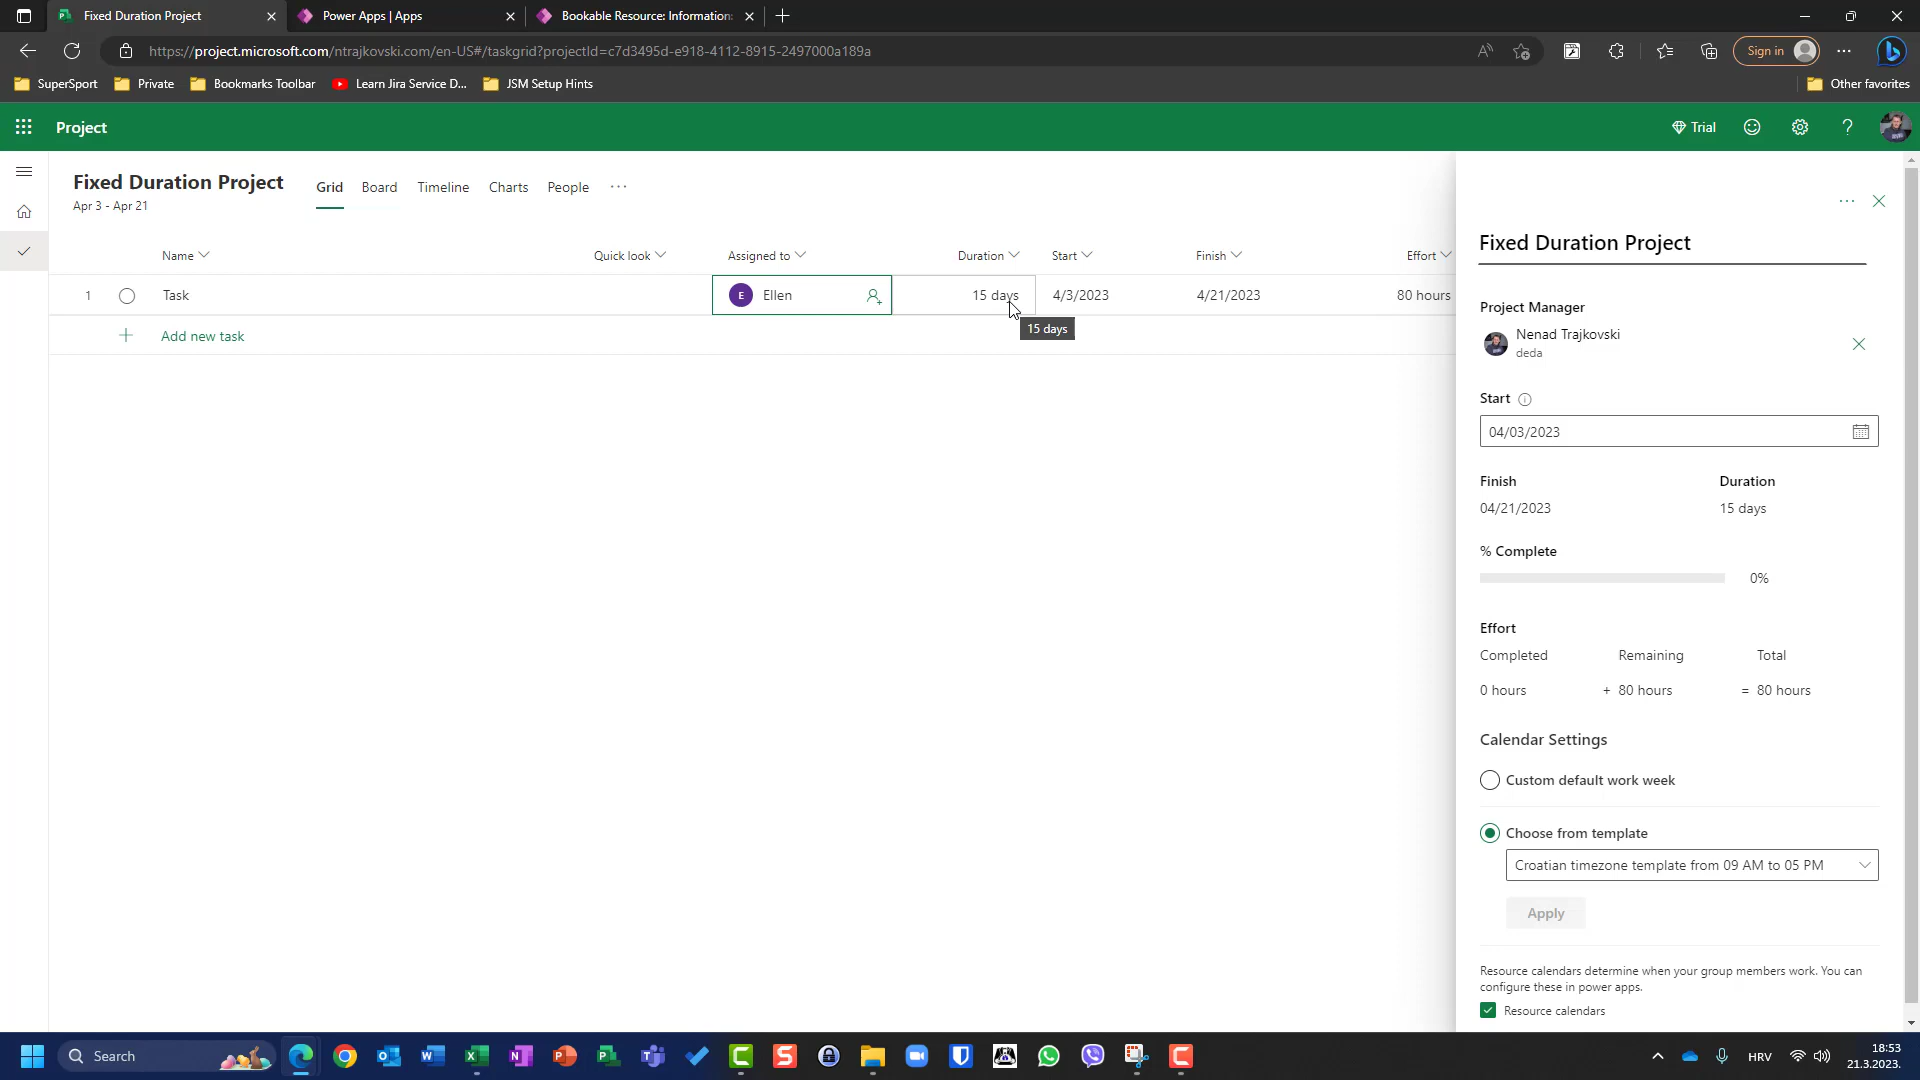 Fixed Duration Project
Power Apps | Apps
Bookable Resource: Information:
https://project.microsoft.com/ntrajkovski.com/en-US#/taskgrid?projectId=c7d3495d-e918-4112-8915-2497000a189a
Sign in
SuperSport
Private
Bookmarks Toolbar
Learn Jira Service D...
JSM Setup Hints
Other favorites
Project
Trial
Fixed Duration Project
Apr 3 - Apr 21
Grid
Board
Timeline
Charts
People
Name
Quick look
Assigned to
Duration
Start
Finish
Effort
1
Task
E
Ellen
15 days
4/3/2023
4/21/2023
80 hours
15 days
Add new task
Fixed Duration Project
Project Manager
Nenad Trajkovski
deda
Start
04/03/2023
Finish
Duration
04/21/2023
15 days
% Complete
0%
Effort
Completed
Remaining
Total
0 hours
+ 80 hours
= 80 hours
Calendar Settings
Custom default work week
Choose from template
Croatian timezone template from 09 AM to 05 PM
Apply
Resource calendars determine when your group members work. You can
configure these in power apps.
Resource calendars
Search
HRV
18:53
21.3.2023.